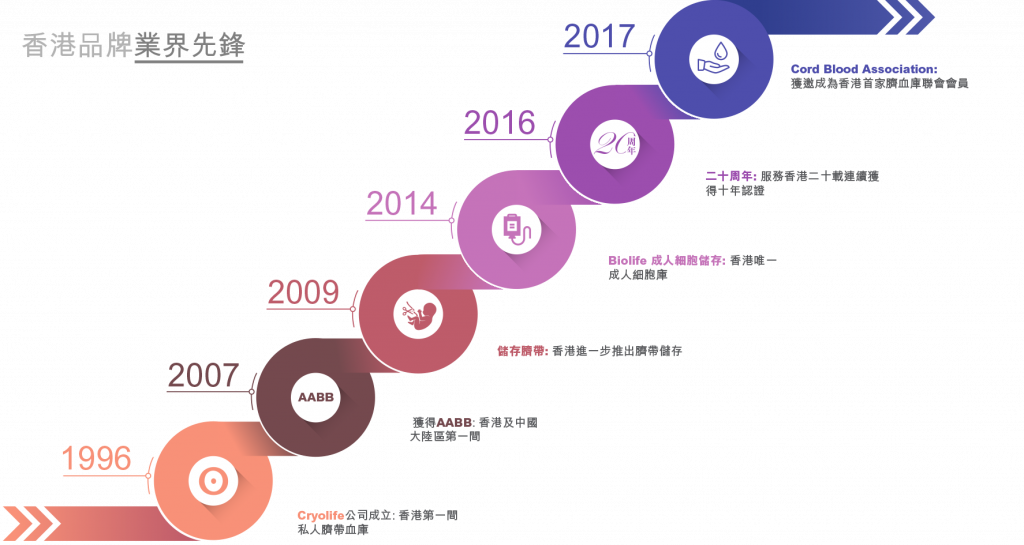 香港品牌業界先鋒
2017
Cord Blood Association:
獲邀成為香港首家臍血庫聯會會員
2016
20周年
二十周年: 服務香港二十載連續獲
得十年認證
2014
Biolife 成人細胞儲存: 香港唯一
成人細胞庫
2009
儲存臍帶: 香港進一步推出臍帶儲存
2007
AABB
獲得AABB: 香港及中國
大陸區第一間
1996
Cryolife公司成立: 香港第一間
私人臍帶血庫